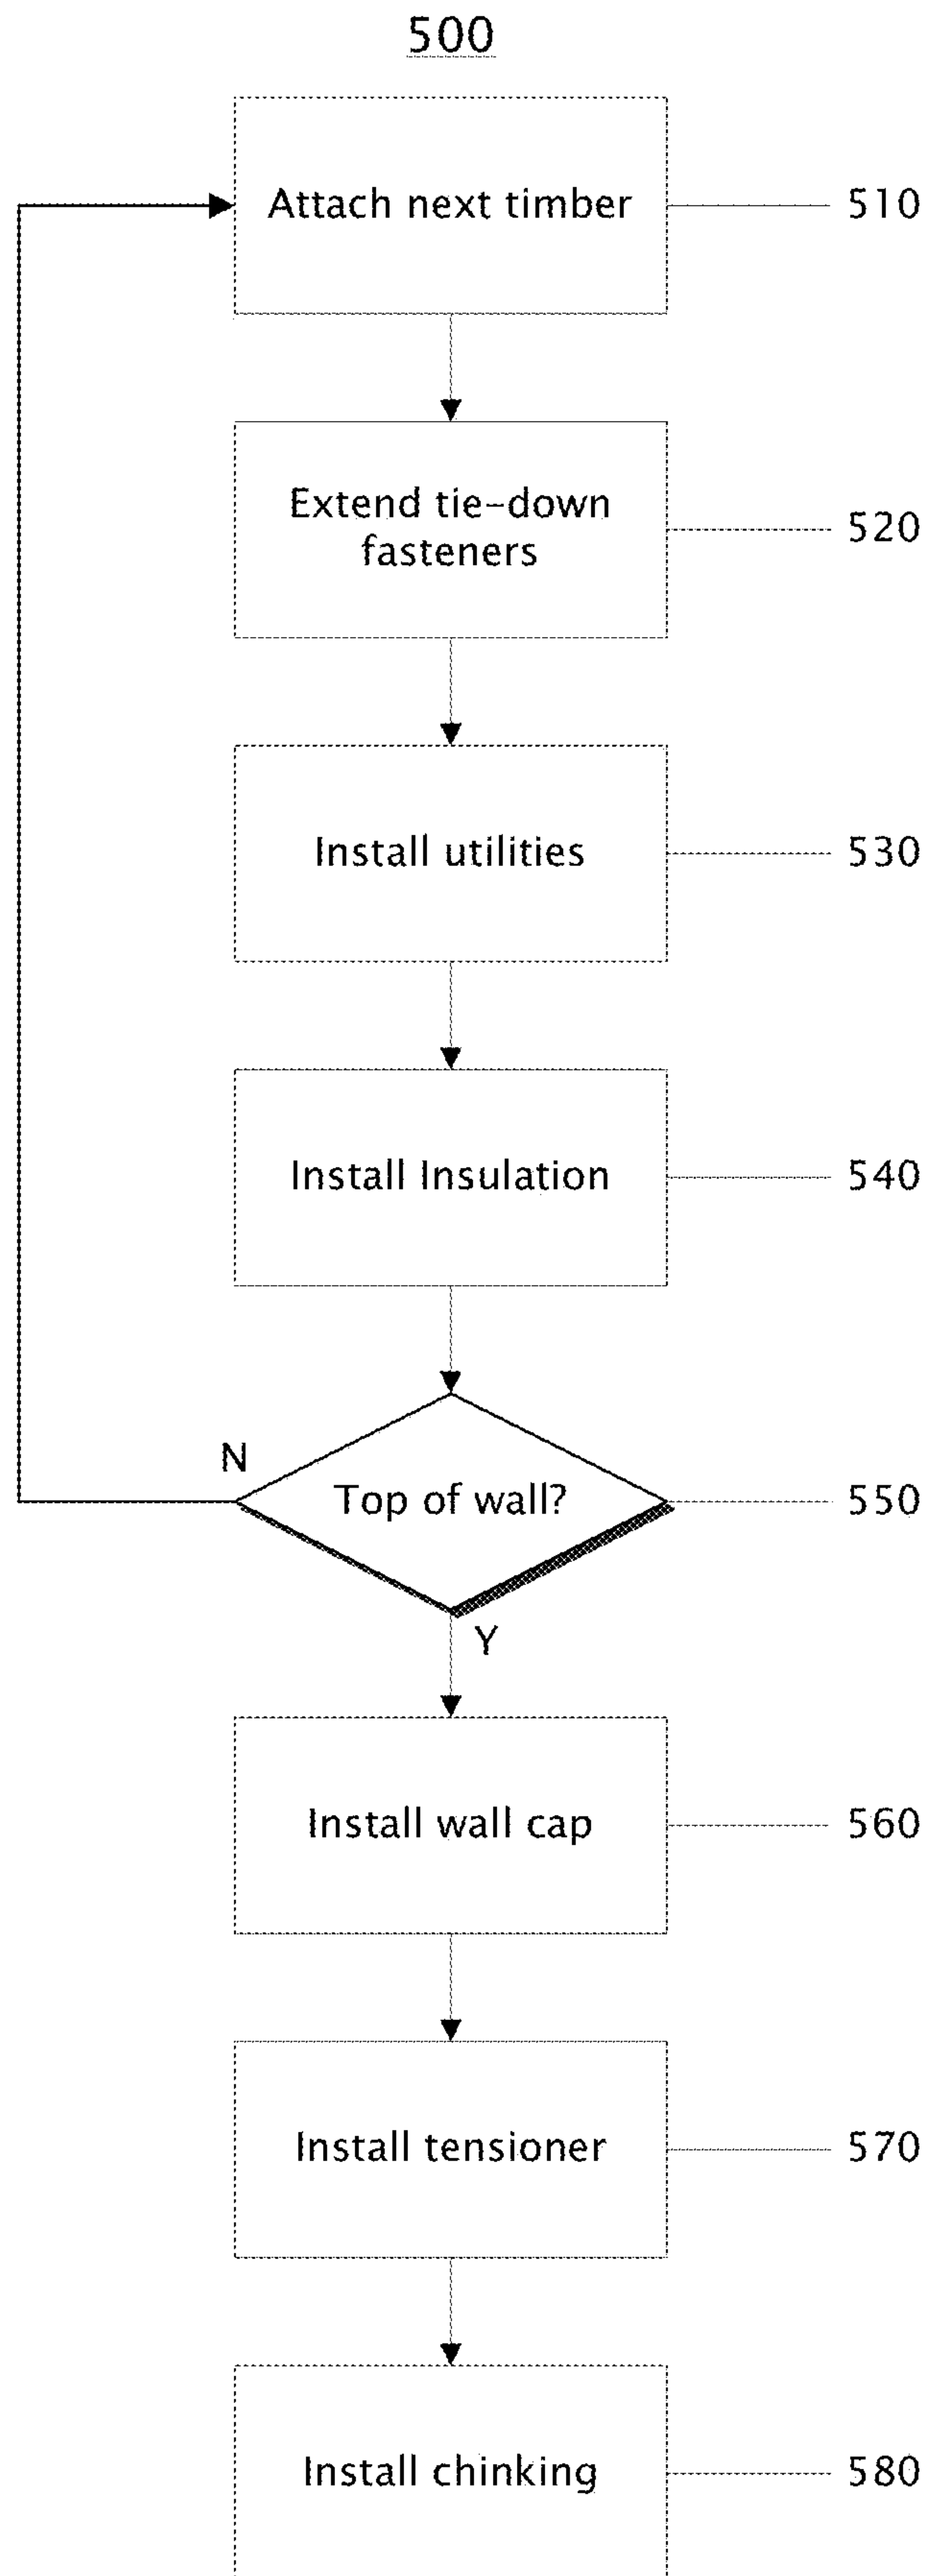 500
Attach next timber
510
Extend tie-down
fasteners
520
Install utilities
530
Install Insulation
540
N
Top of wall?
550
Y
Install wall cap
560
Install tensioner
570
Install chinking
580